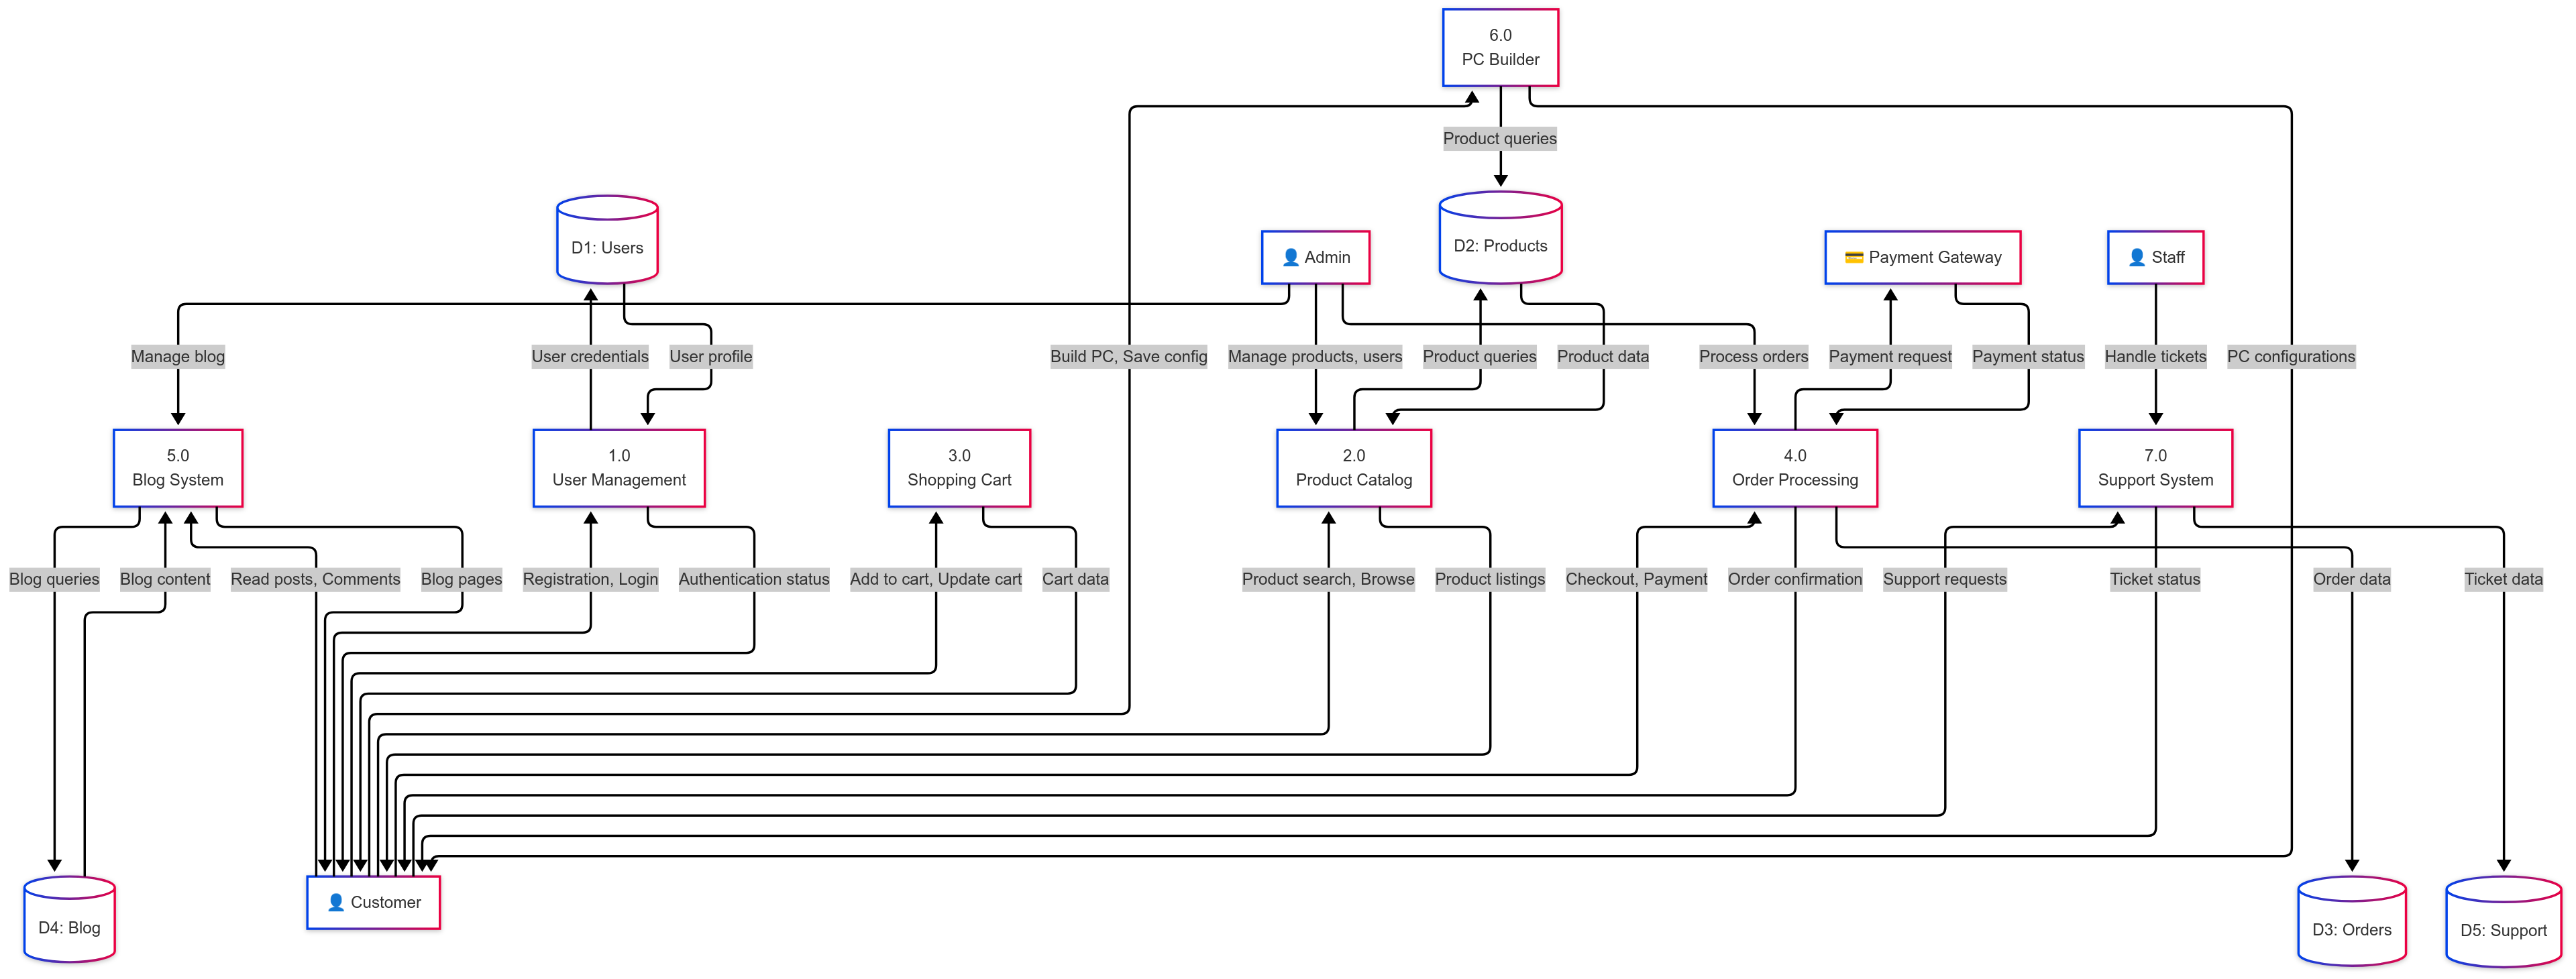 6.0
PC Builder
Product queries
D1: Users
D2: Products
👤 Admin
💳 Payment Gateway
👤 Staff
Manage blog
User credentials
User profile
Build PC, Save config
Manage products, users
Product queries
Product data
Process orders
Payment request
Payment status
Handle tickets
PC configurations
5.0
Blog System
1.0
User Management
3.0
Shopping Cart
2.0
Product Catalog
4.0
Order Processing
7.0
Support System
Blog queries
Blog content
Read posts, Comments
Blog pages
Registration, Login
Authentication status
Add to cart, Update cart
Cart data
Product search, Browse
Product listings
Checkout, Payment
Order confirmation
Support requests
Ticket status
Order data
Ticket data
D4: Blog
👤 Customer
D3: Orders
D5: Support